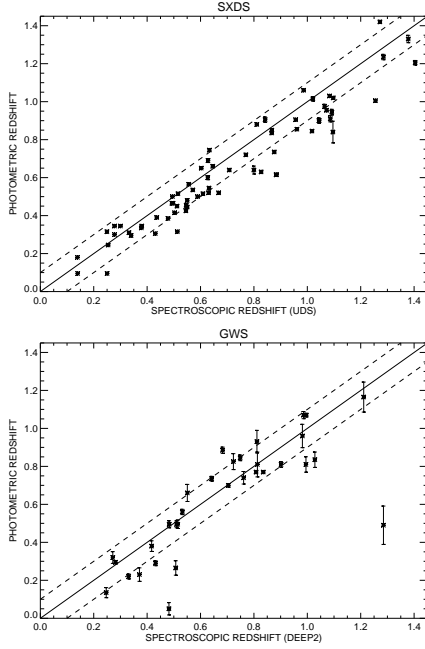 SXDS
1.4
1.2
1.0
0.8
0.6
0.4
0.2
0.0
PHOTOMETRIC REDSHIFT
0.0 0.2 0.4 0.6 0.8 1.0 1.2 1.4
SPECTROSCOPIC REDSHIFT (UDS)
GWS
1.4
1.2
1.0
0.8
0.6
0.4
0.2
0.0
PHOTOMETRIC REDSHIFT
0.0 0.2 0.4 0.6 0.8 1.0 1.2 1.4
SPECTROSCOPIC REDSHIFT (DEEP2)